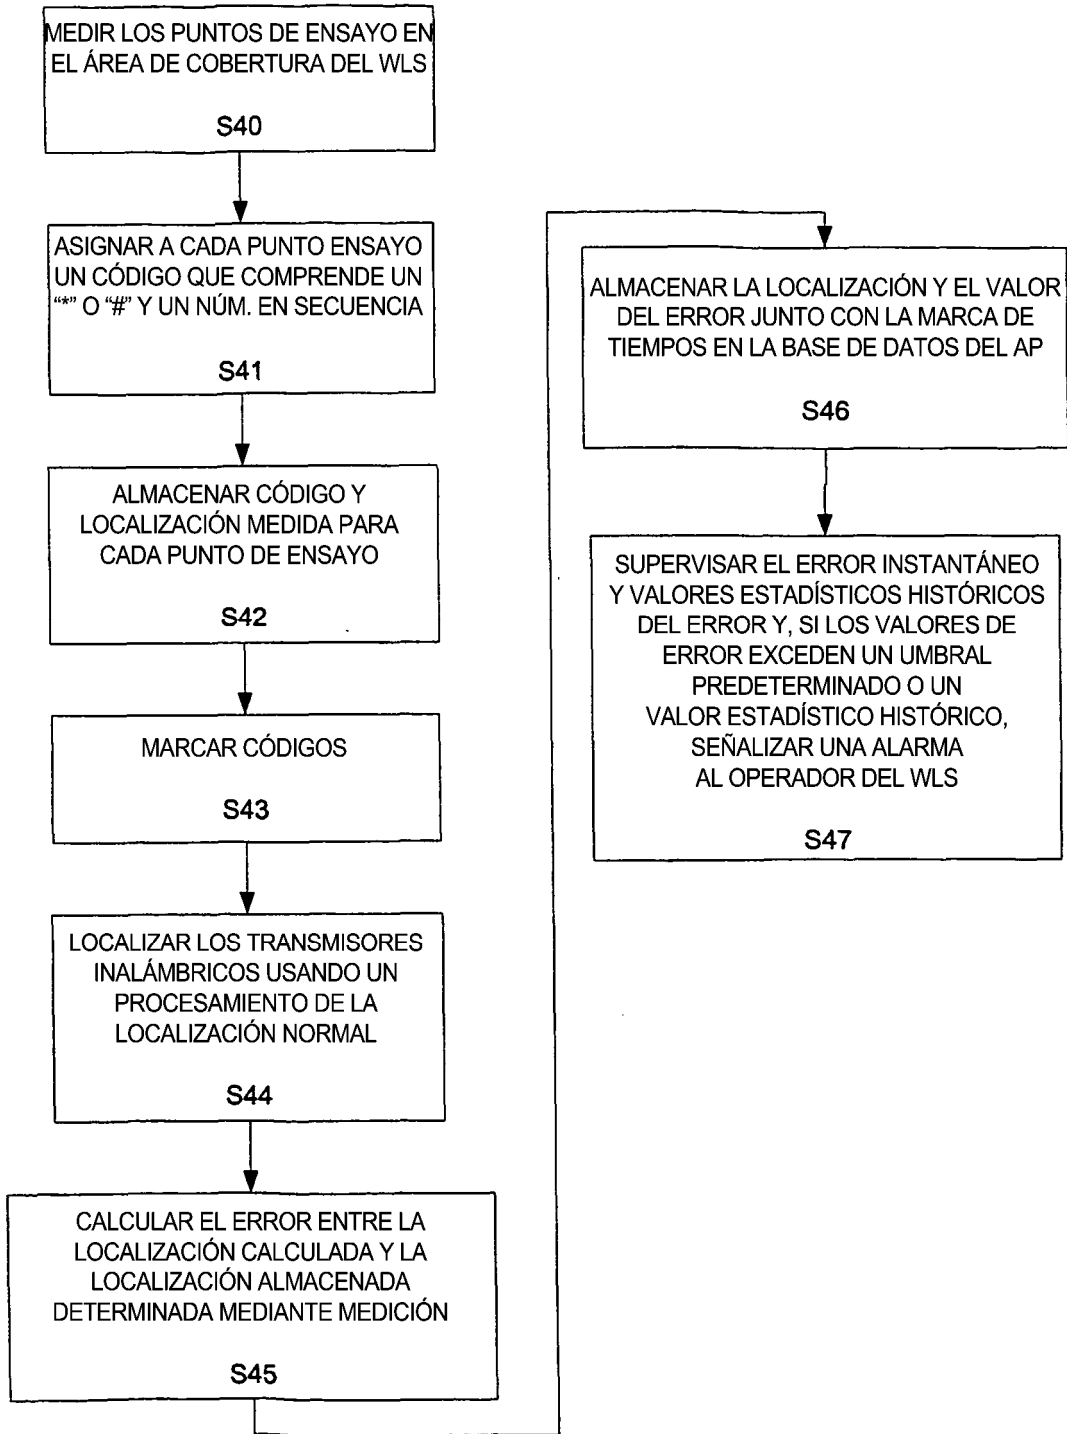 MEDIR LOS PUNTOS DE ENSAYO EN
EL ÁREA DE COBERTURA DEL WLS
S40
ASIGNAR A CADA PUNTO ENSAYO
UN CÓDIGO QUE COMPRENDE UN
"*" O "#" Y UN NÚM. EN SECUENCIA
S41
ALMACENAR CÓDIGO Y
LOCALIZACIÓN MEDIDA PARA
CADA PUNTO DE ENSAYO
S42
MARCAR CÓDIGOS
S43
LOCALIZAR LOS TRANSMISORES
INALÁMBRICOS USANDO UN
PROCESAMIENTO DE LA
LOCALIZACIÓN NORMAL
S44
CALCULAR EL ERROR ENTRE LA
LOCALIZACIÓN CALCULADA Y LA
LOCALIZACIÓN ALMACENADA
DETERMINADA MEDIANTE MEDICIÓN
S45
ALMACENAR LA LOCALIZACIÓN Y EL VALOR
DEL ERROR JUNTO CON LA MARCA DE
TIEMPOS EN LA BASE DE DATOS DEL AP
S46
SUPERVISAR EL ERROR INSTANTÁNEO
Y VALORES ESTADÍSTICOS HISTÓRICOS
DEL ERROR Y, SI LOS VALORES DE
ERROR EXCEDEN UN UMBRAL
PREDETERMINADO O UN
VALOR ESTADÍSTICO HISTÓRICO,
SEÑALIZAR UNA ALARMA
AL OPERADOR DEL WLS
S47